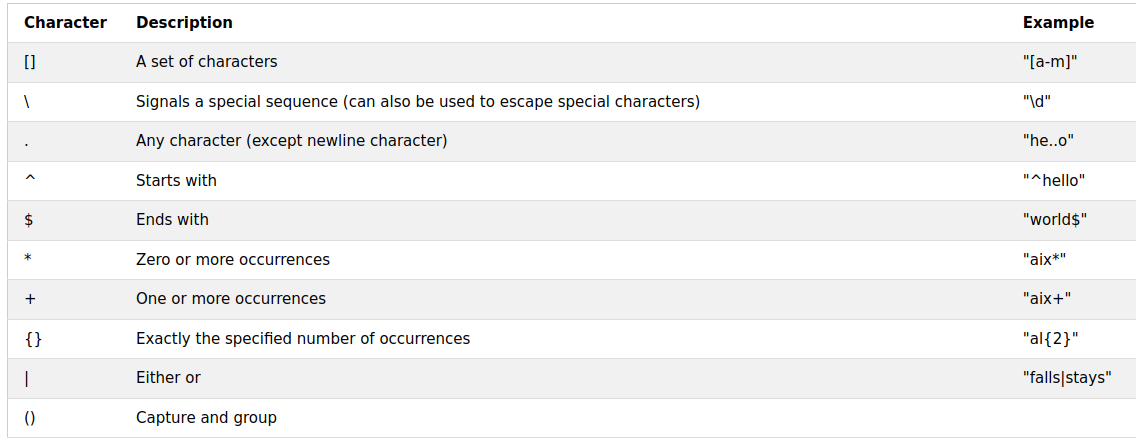 Character Description Example
[] A set of characters "[a-m]"
\ Signals a special sequence (can also be used to escape special characters) "\d"
. Any character (except newline character) "he..o"
^ Starts with "^hello"
$ Ends with "world$"
* Zero or more occurrences "aix*"
+ One or more occurrences "aix+"
{} Exactly the specified number of occurrences "al{2}"
| Either or "falls|stays"
() Capture and group